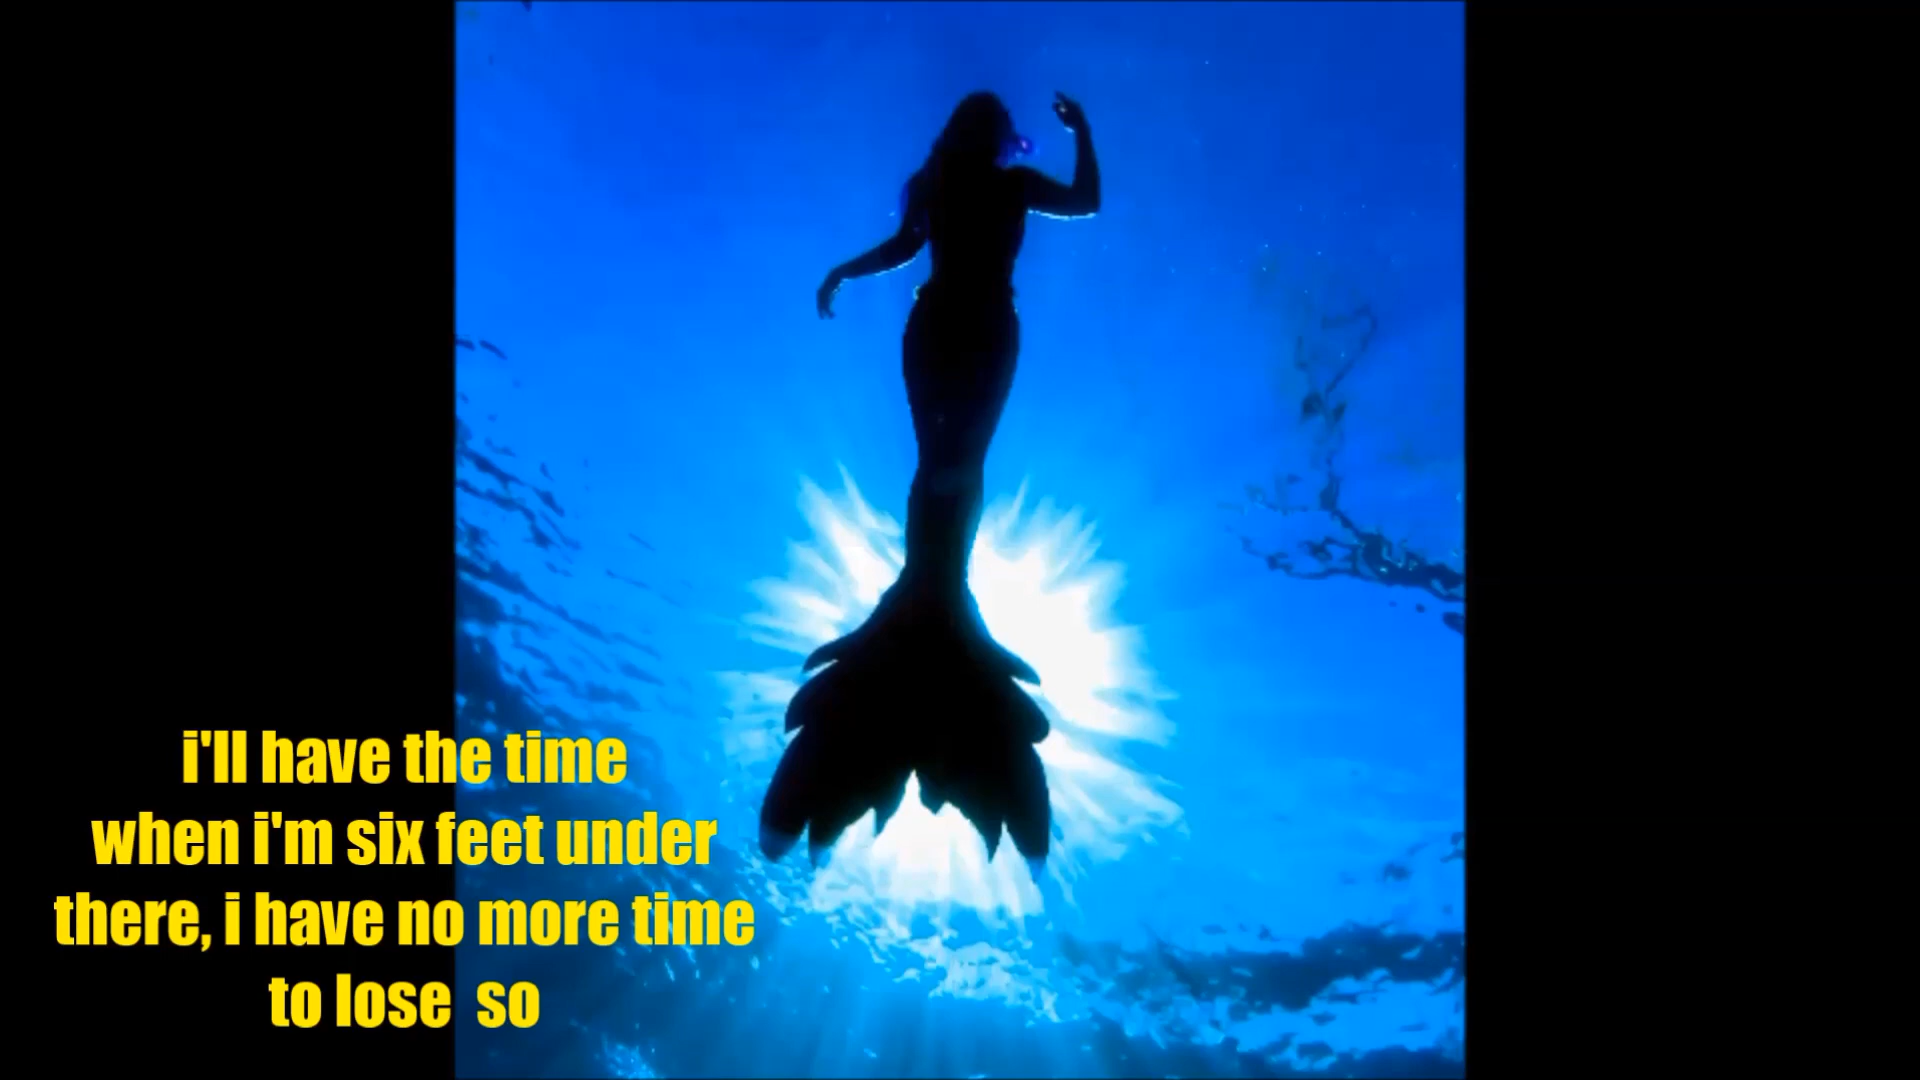 i'll have the time
when i'm six feet under
there, i have no more time
to lose  so